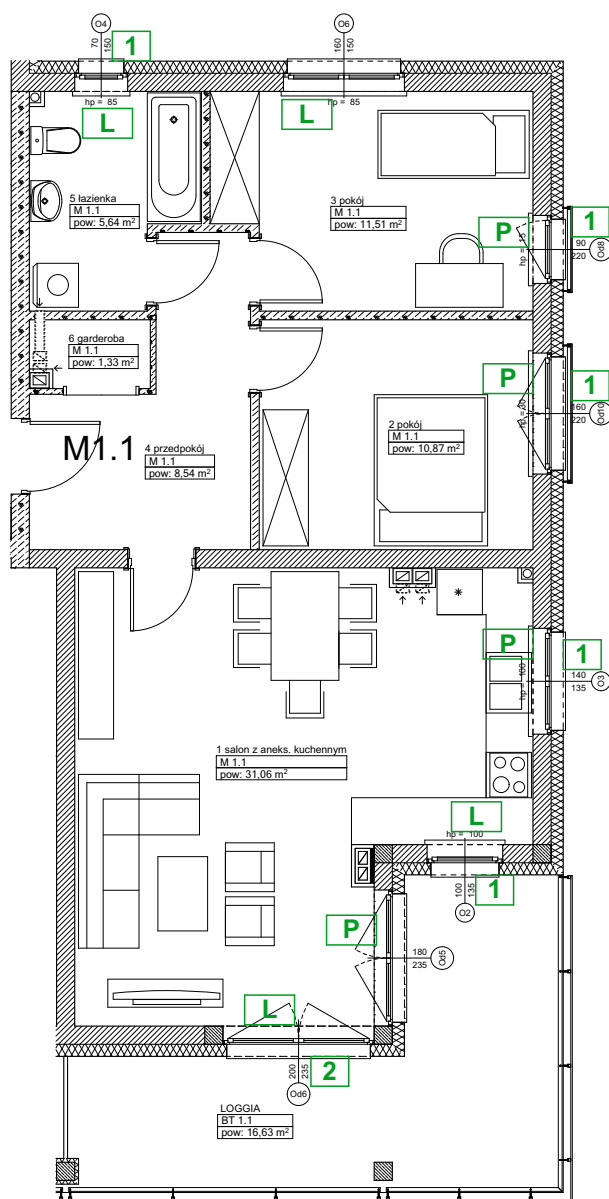 O4
70
150
1
hp = 85
L
O6
160
150
hp = 85
L
5 łazienka
M 1.1
pow: 5,64 m²
3 pokój
M 1.1
pow: 11,51 m²
P
1
90
220
Od8
6 garderoba
M 1.1
pow: 1,33 m²
P
1
160
220
Od10
M1.1
4 przedpokój
M 1.1
pow: 8,54 m²
2 pokój
M 1.1
pow: 10,87 m²
P
1
hp = 100
140
135
O3
1 salon z aneks. kuchennym
M 1.1
pow: 31,06 m²
L
hp = 100
100
135
1
O2
P
180
235
Od5
L
200
235
2
Od6
LOGGIA
BT 1.1
pow: 16,63 m²